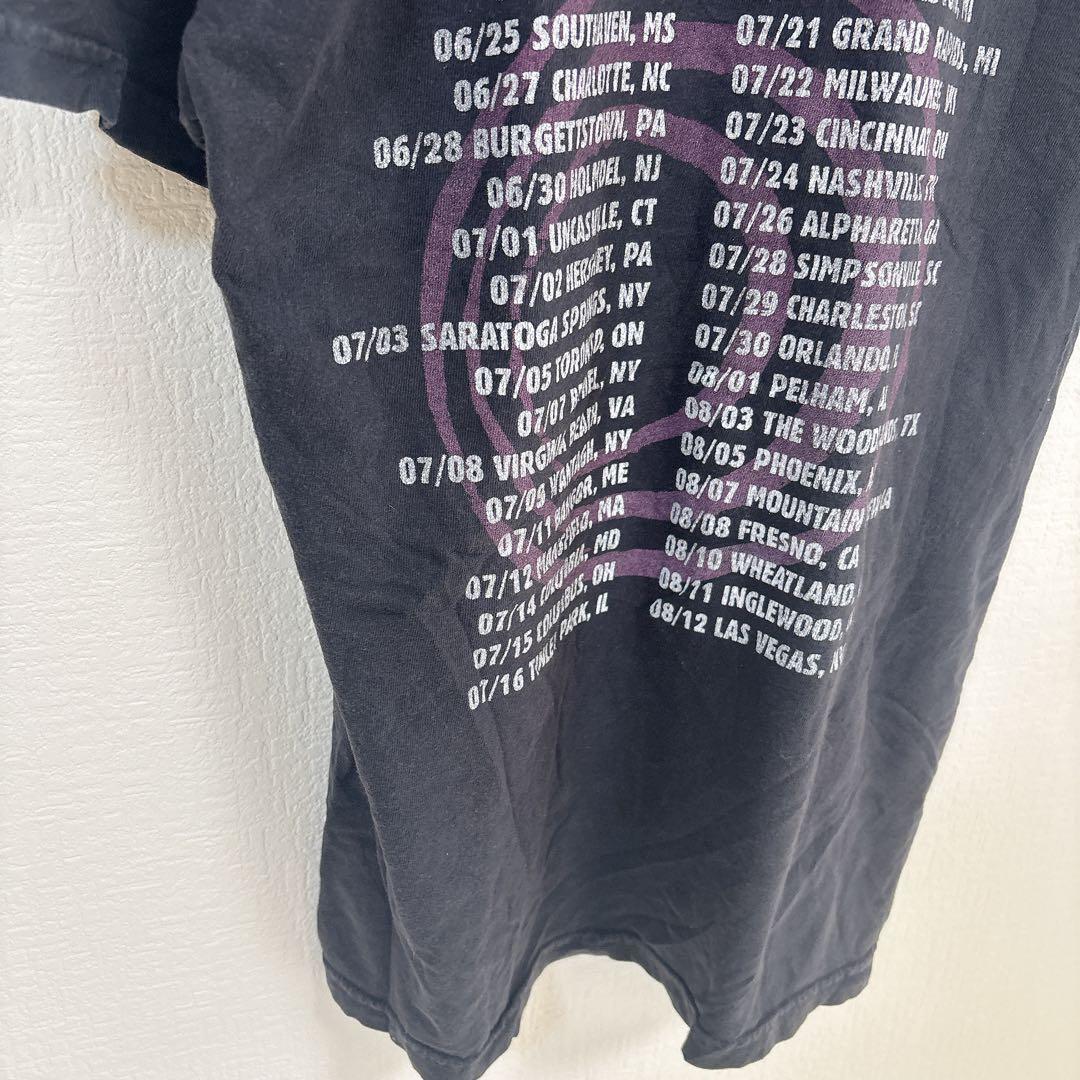 06/25 SOUTHAVEN, MS
06/27 CHARLOTTE, NC
06/28 BURGETTSTOWN, PA
06/30 HOLMDEL, NJ
07/01 UNCASVILLE, CT
07/02 HERSHEY, PA
07/03 SARATOGA SPRINGS, NY
07/05 TORONTO, ON
07/07 BETHEL, NY
07/08 VIRGINIA BEACH, VA
07/09 WANTAGH, NY
07/11 BANGOR, ME
07/12 MANSFIELD, MA
07/14 COLUMBIA, MD
07/15 COLUMBUS, OH
07/16 TINLEY PARK, IL
07/21 GRAND RAPIDS, MI
07/22 MILWAUKEE, WI
07/23 CINCINNATI, OH
07/24 NASHVILLE, TN
07/26 ALPHARETTA, GA
07/28 SIMPSONVILLE, SC
07/29 CHARLESTON, SC
07/30 ORLANDO,
08/01 PELHAM,
08/03 THE WOODLANDS, TX
08/05 PHOENIX,
08/07 MOUNTAIN CA
08/08 FRESNO, CA
08/10 WHEATLAND,
08/11 INGLEWOOD,
08/12 LAS VEGAS,